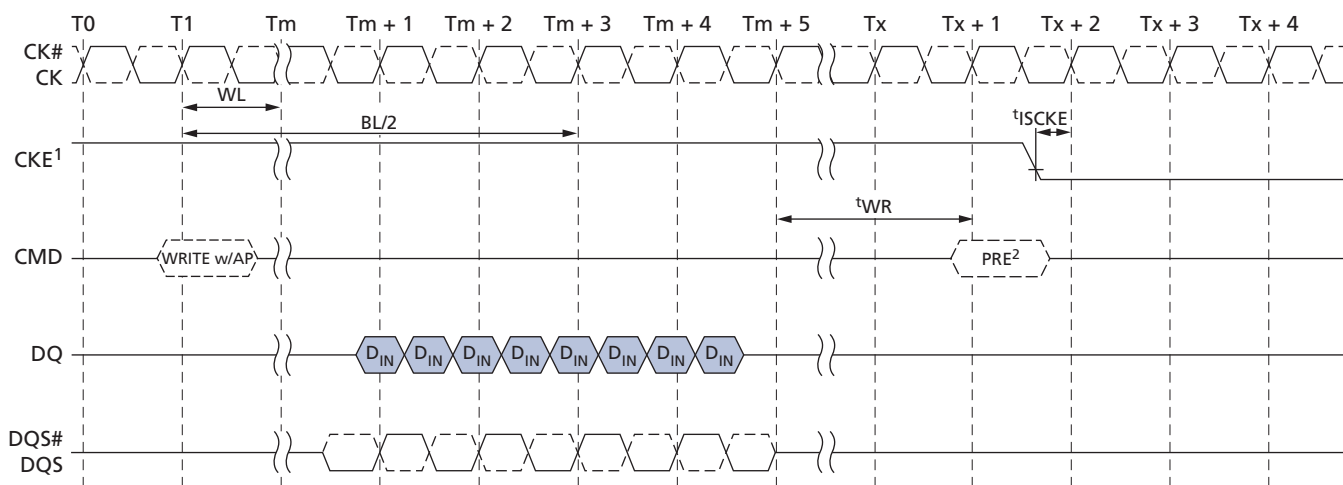 T0 T1 Tm Tm + 1 Tm + 2 Tm + 3 Tm + 4 Tm + 5 Tx Tx + 1 Tx + 2 Tx + 3 Tx + 4
CK#
CK
WL
BL/2
tISCKE
CKE1
tWR
CMD WRITE w/AP PRE2
DQ DIN DIN DIN DIN DIN DIN DIN DIN
DQS#
DQS